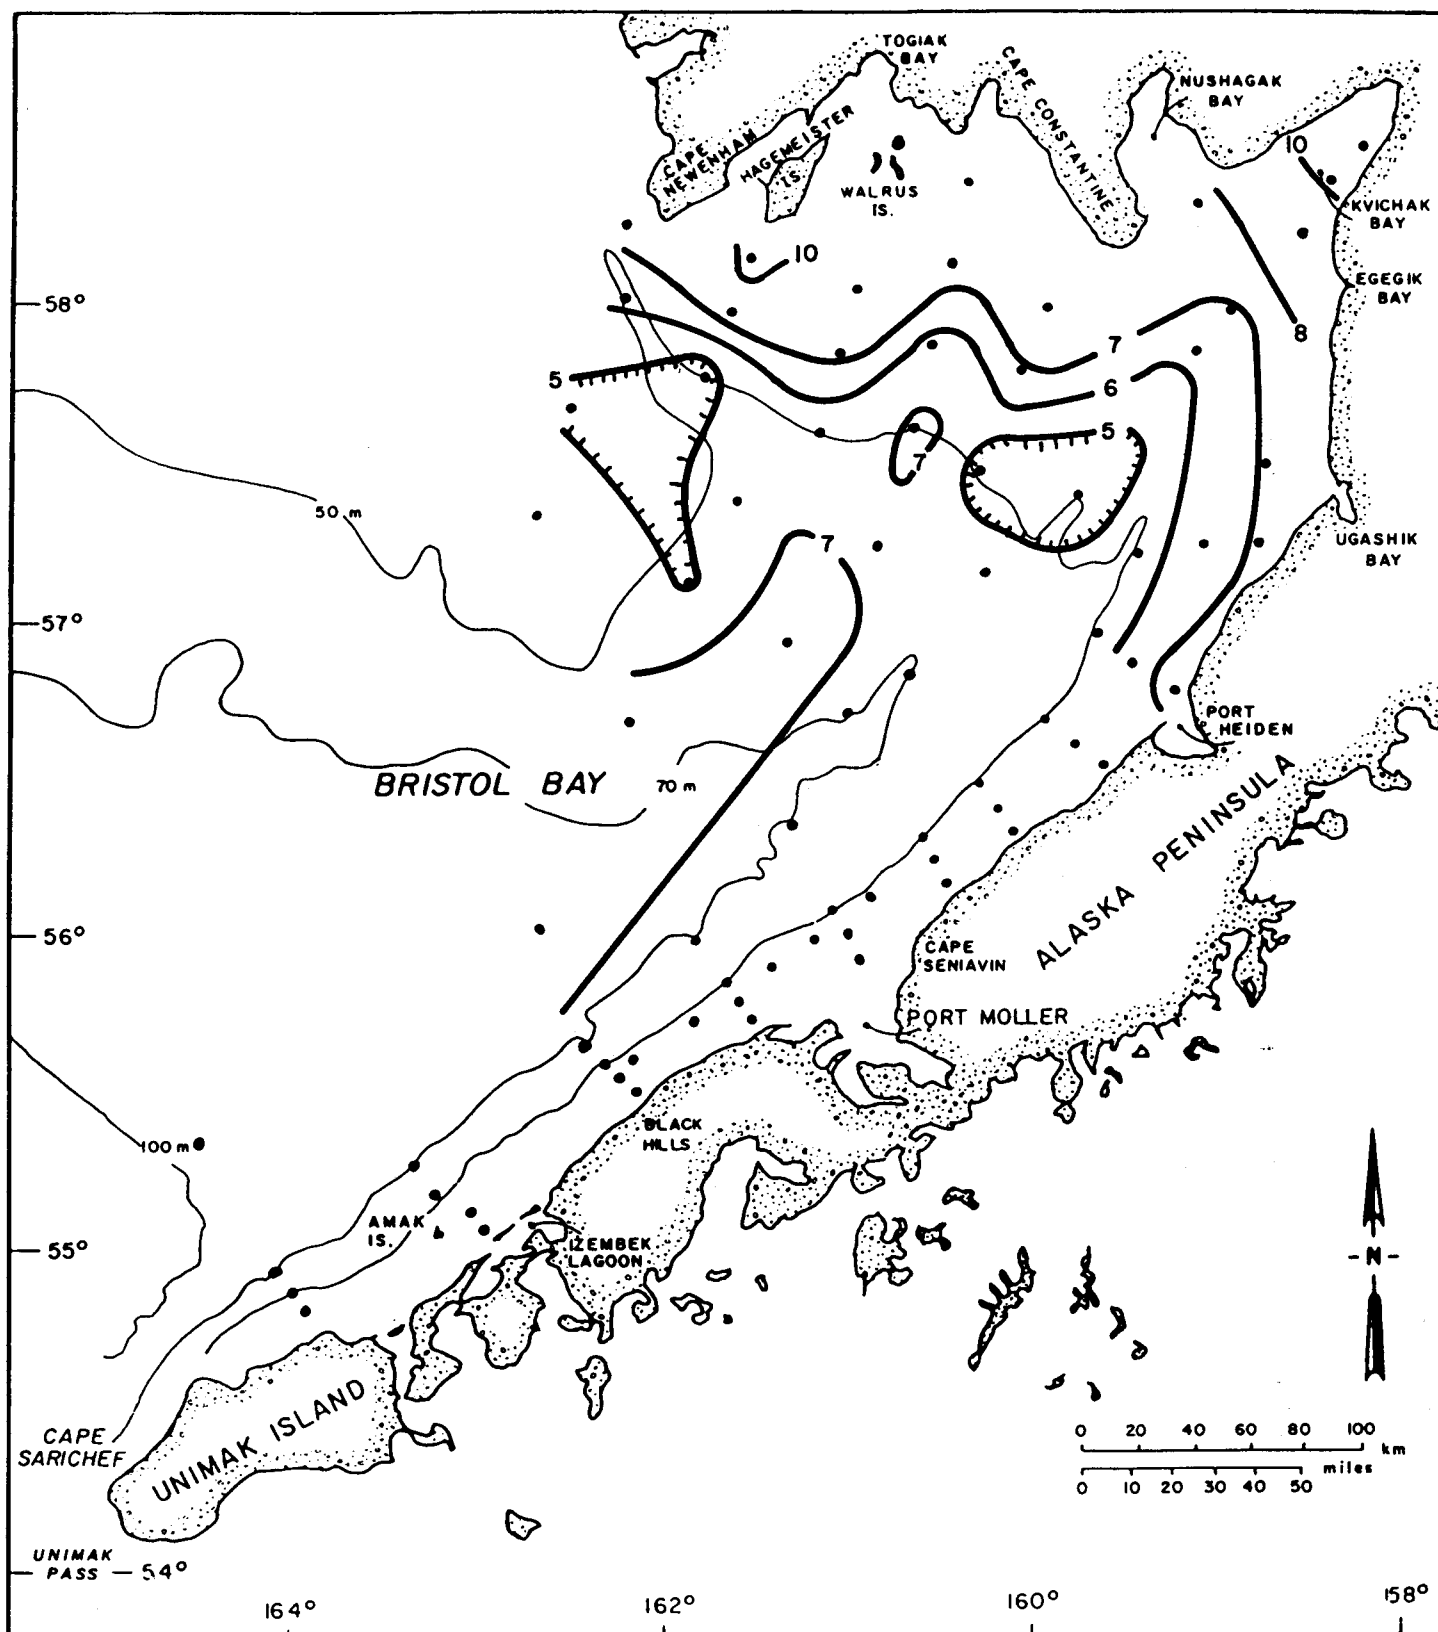 TOGIAK
BAY
CAPE CONSTANTINE
NUSHAGAK
BAY
CAPE
NEWENHAM
HAGEMEISTER
IS.
WALRUS
IS.
10
KVICHAK
BAY
10
EGEGIK
BAY
58°
8
7
5
6
5
7
50 m
UGASHIK
BAY
7
57°
PORT
HEIDEN
BRISTOL BAY
70 m
ALASKA PENINSULA
56°
CAPE
SENIAVIN
PORT MOLLER
BLACK
HILLS
100 m
AMAK
IS.
IZEMBEK
LAGOON
55°
-N-
UNIMAK ISLAND
CAPE
SARICHEF
0 20 40 60 80 100
km
miles
0 10 20 30 40 50
UNIMAK
PASS
54°
164° 162° 160° 158°